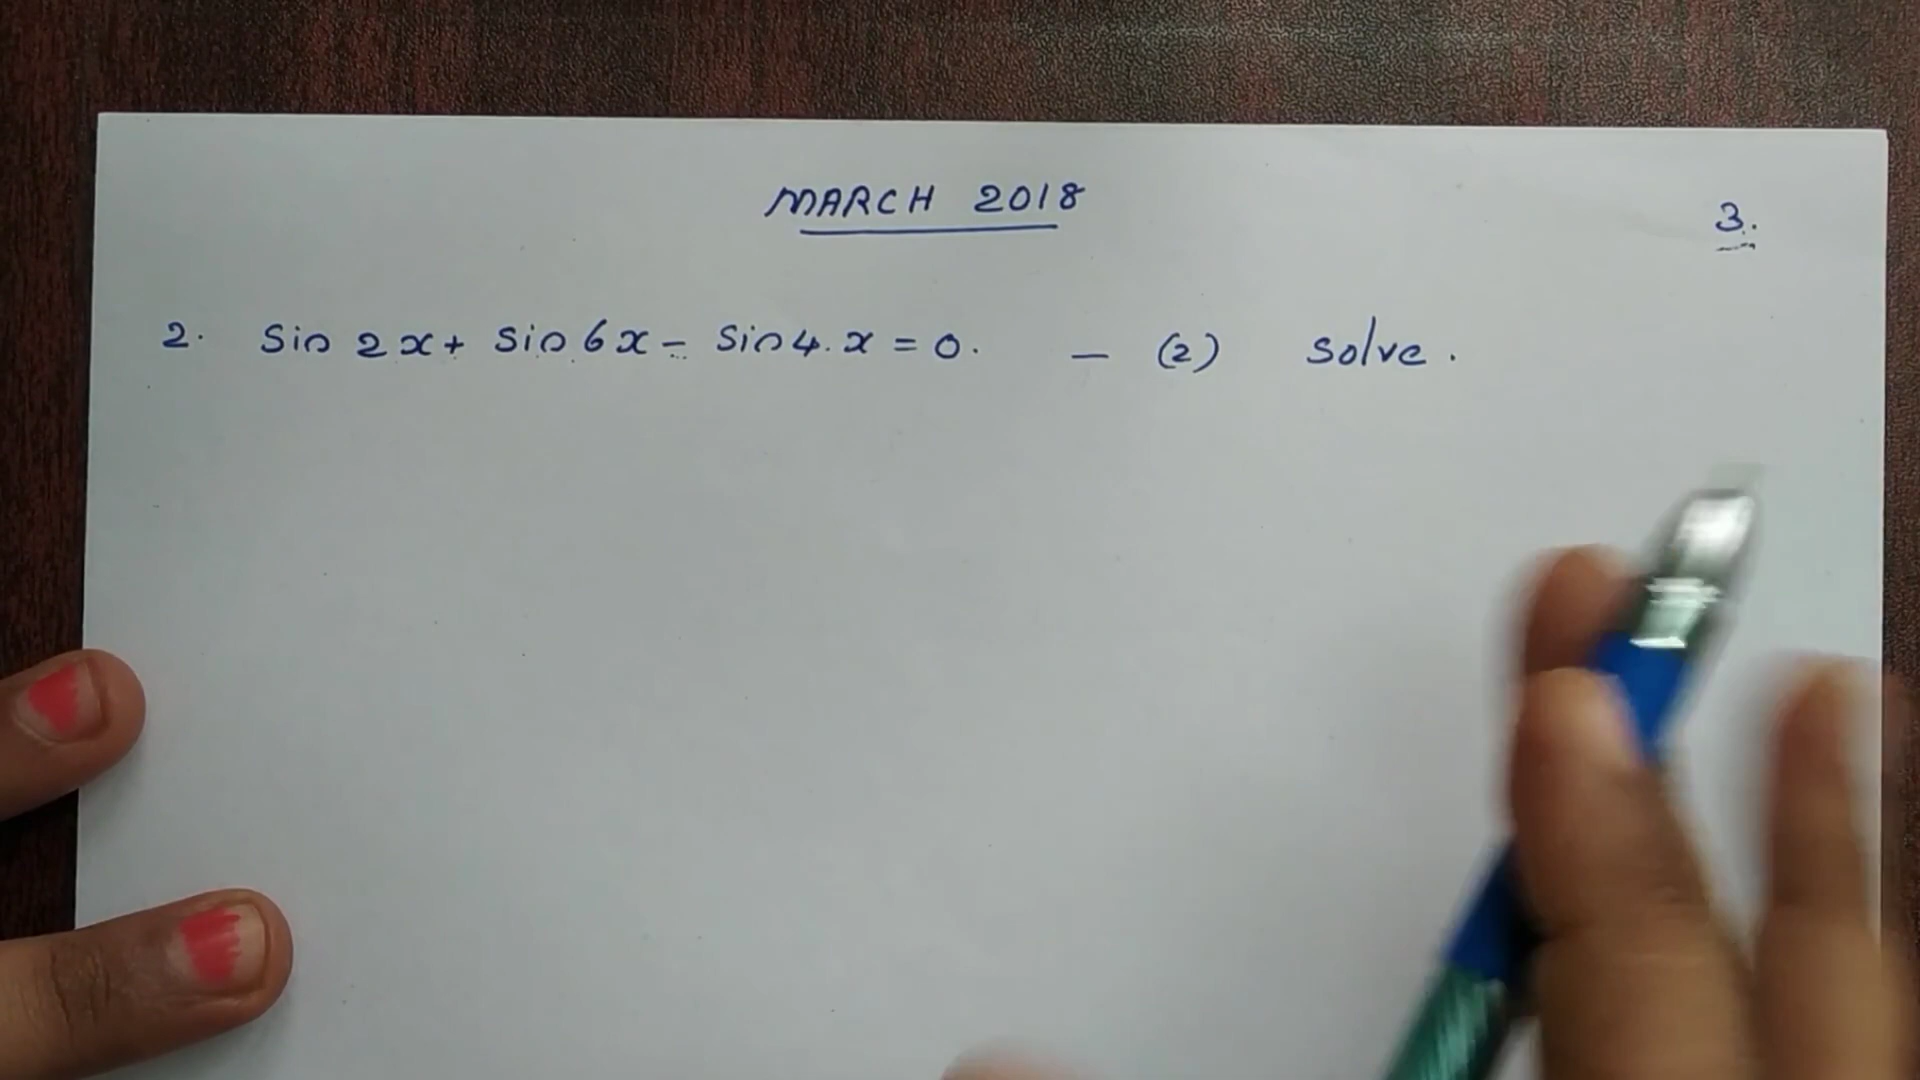 MARCH 2018
3.
2. Sin 2x + Sin 6x - Sin 4.x = 0. - (2) Solve.